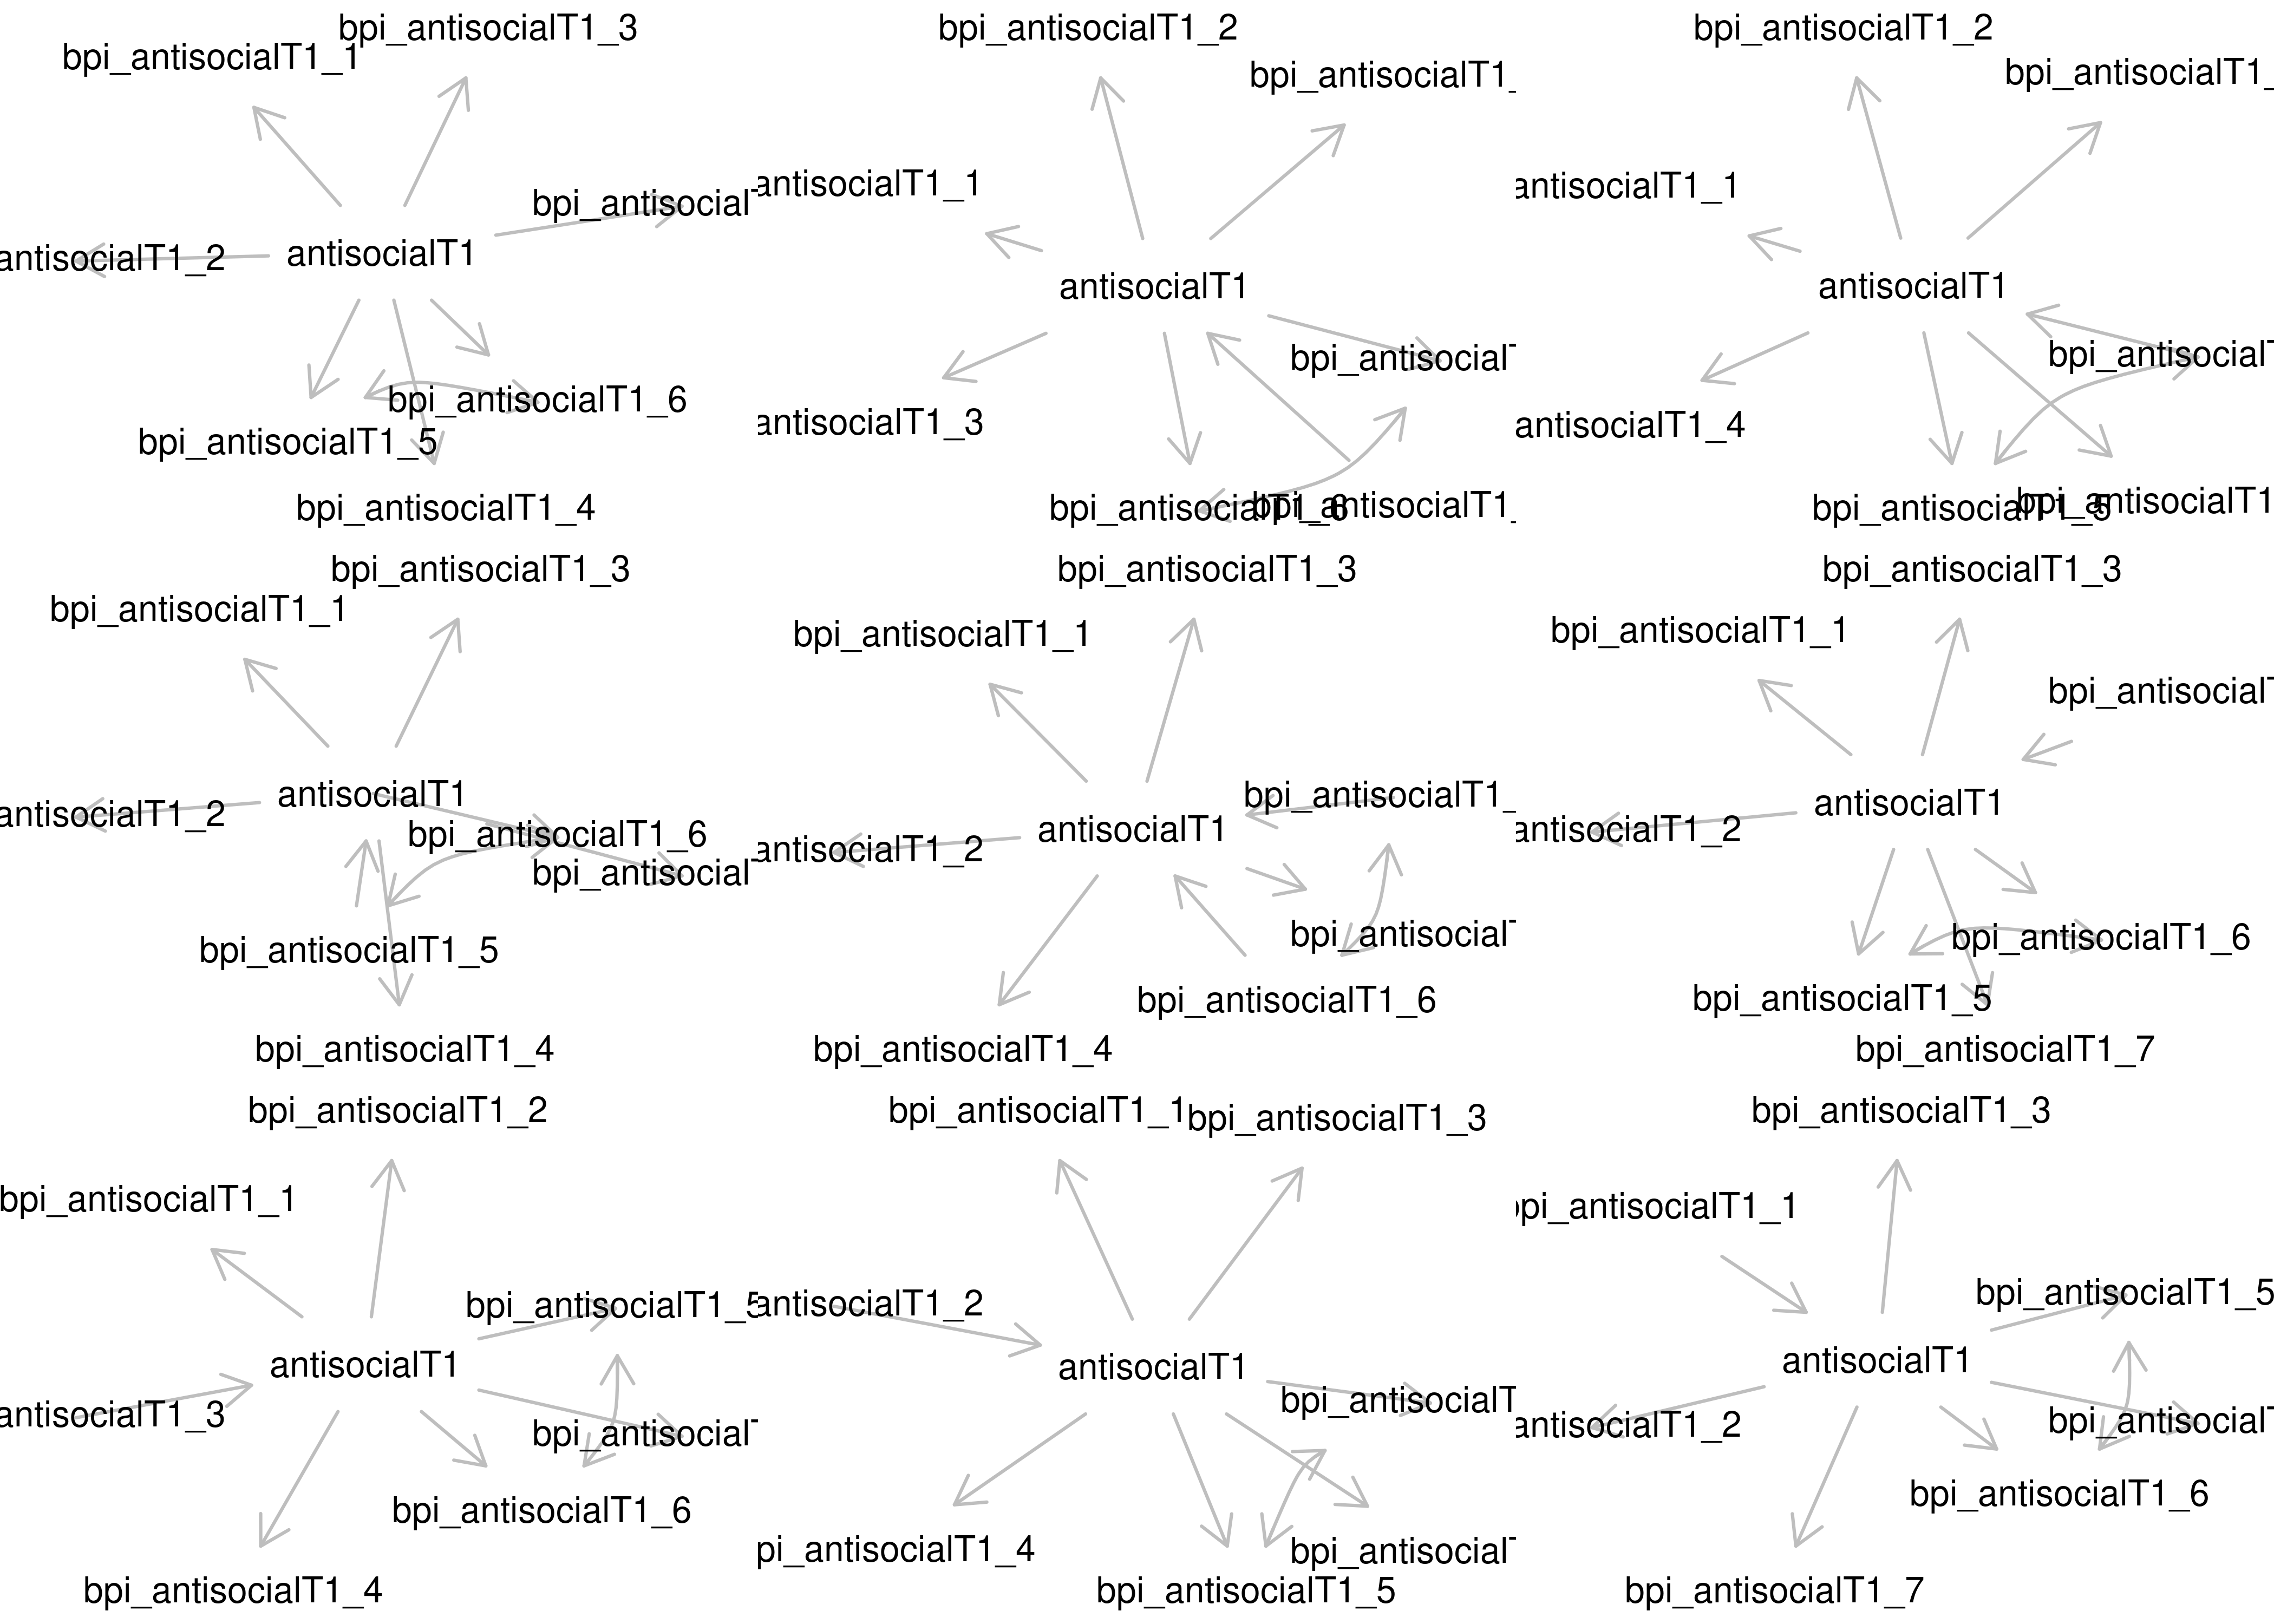 bpi_antisocialT1_3
bpi_antisocialT1_1
bpi_antisocial
antisocialT1
antisocialT1_2
bpi_antisocialT1_6
bpi_antisocialT1_5
bpi_antisocialT1_4
bpi_antisocialT1_2
bpi_antisocialT1_
antisocialT1_1
antisocialT1
bpi_antisocial
antisocialT1_3
bpi_antisocialT1_6
bpi_antisocialT1_
bpi_antisocialT1_2
bpi_antisocialT1_
antisocialT1_1
antisocialT1
bpi_antisocial
antisocialT1_4
bpi_antisocialT1_5
bpi_antisocialT1
bpi_antisocialT1_3
bpi_antisocialT1_1
antisocialT1
antisocialT1_2
bpi_antisocialT1_6
bpi_antisocial
bpi_antisocialT1_5
bpi_antisocialT1_4
bpi_antisocialT1_3
bpi_antisocialT1_1
bpi_antisocialT1_
antisocialT1
antisocialT1_2
bpi_antisocial
bpi_antisocialT1_6
bpi_antisocialT1_4
bpi_antisocialT1_3
bpi_antisocialT1_1
bpi_antisocial
antisocialT1
antisocialT1_2
bpi_antisocialT1_6
bpi_antisocialT1_5
bpi_antisocialT1_7
bpi_antisocialT1_2
bpi_antisocialT1_1
bpi_antisocialT1_5
antisocialT1
antisocialT1_3
bpi_antisocial
bpi_antisocialT1_6
bpi_antisocialT1_4
bpi_antisocialT1_1
bpi_antisocialT1_3
antisocialT1_2
antisocialT1
bpi_antisocialT
pi_antisocialT1_4
bpi_antisocial
bpi_antisocialT1_5
bpi_antisocialT1_3
pi_antisocialT1_1
bpi_antisocialT1_5
antisocialT1
antisocialT1_2
bpi_antisocial
bpi_antisocialT1_6
bpi_antisocialT1_7